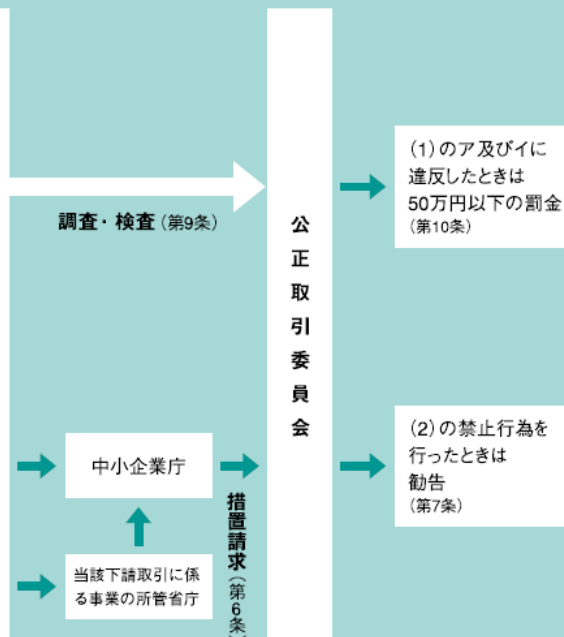 調査・検査（第9条）
公正取引委員会
(1)のア及びイに
違反したときは
50万円以下の罰金
（第10条）
中小企業庁
措置請求（第6条）
当該下請取引に係
る事業の所管省庁
(2)の禁止行為を
行ったときは
勧告
（第7条）